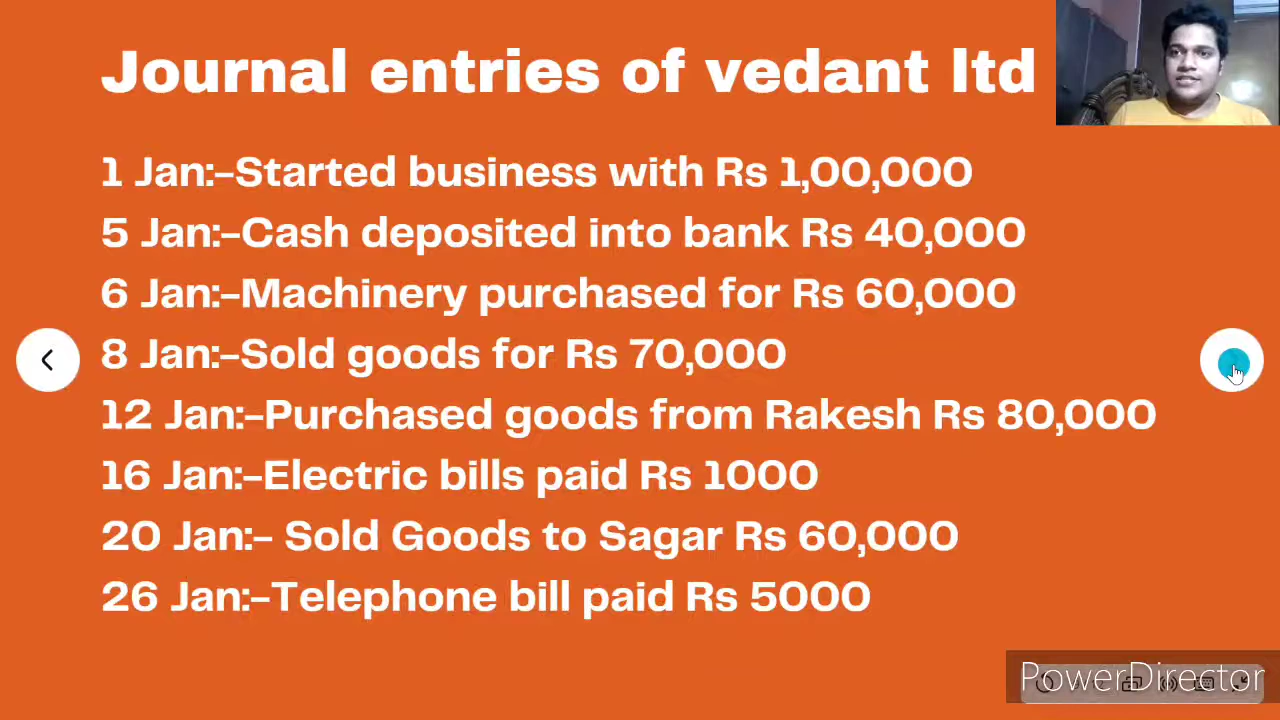 Journal entries of vedant ltd
1 Jan:-Started business with Rs 1,00,000
5 Jan:-Cash deposited into bank Rs 40,000
6 Jan:-Machinery purchased for Rs 60,000
8 Jan:-Sold goods for Rs 70,000
12 Jan:-Purchased goods from Rakesh Rs 80,000
16 Jan:-Electric bills paid Rs 1000
20 Jan:- Sold Goods to Sagar Rs 60,000
26 Jan:-Telephone bill paid Rs 5000
PowerDirector